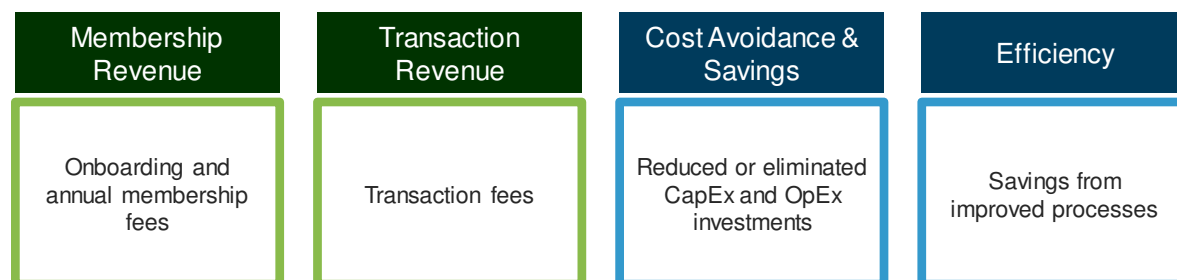 Membership
Revenue
Onboarding and
annual membership
fees
Transaction
Revenue
Transaction fees
Cost Avoidance &
Savings
Reduced or eliminated
CapEx and OpEx
investments
Efficiency
Savings from
improved processes